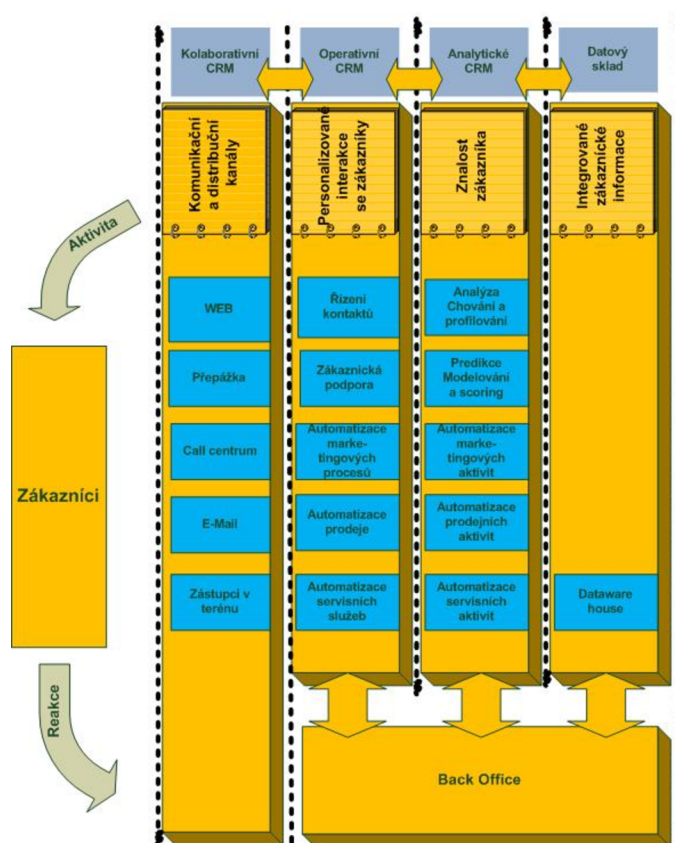 Kolaborativní
CRM
Operativní
CRM
Analytické
CRM
Datový
sklad
Komunikační
a distribuční
kanály
Personalizované
interakce
se zákazníky
Znalost
zákazníka
Integrované
zákaznické
informace
Aktivita
WEB
Řízení
kontaktů
Analýza
Chování a
profilování
Přepážka
Zákaznická
podpora
Predikce
Modelování
a scoring
Call centrum
Automatizace
marke-
tingových
procesů
Automatizace
marke-
tingových
aktivit
Zákazníci
E-Mail
Automatizace
prodeje
Automatizace
prodejních
aktivit
Zástupci v
terénu
Automatizace
servisních
služeb
Automatizace
servisních
aktivit
Dataware
house
Reakce
Back Office